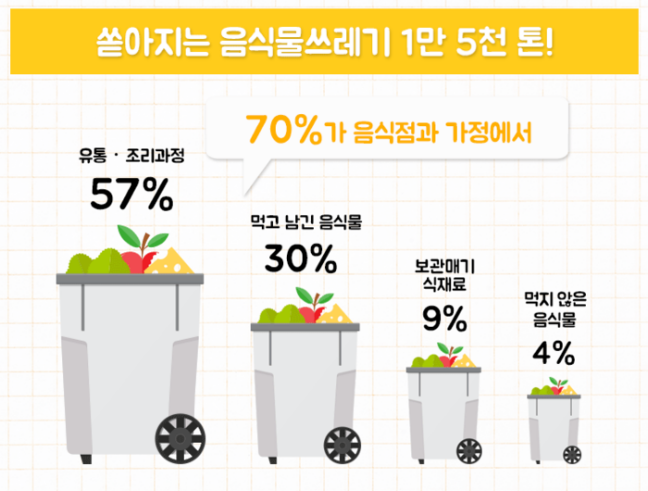 쏟아지는 음식물쓰레기 1만 5천 톤!
70%가 음식점과 가정에서
유통 · 조리과정
57%
먹고 남긴 음식물
30%
보관매기
식재료
9%
먹지 않은
음식물
4%